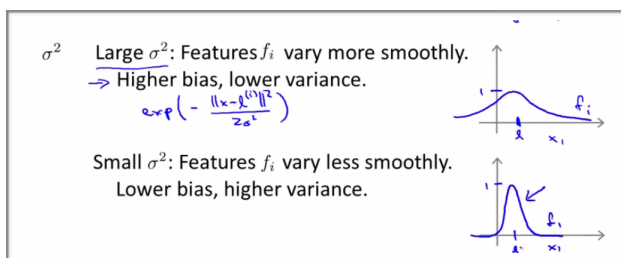 σ² Large σ²: Features fᵢ vary more smoothly.
→ Higher bias, lower variance.
exp(- ‖x-l⁽ⁱ⁾‖² / 2σ²)
1
fᵢ
l
x₁
Small σ²: Features fᵢ vary less smoothly.
Lower bias, higher variance.
1
fᵢ
l
x₁